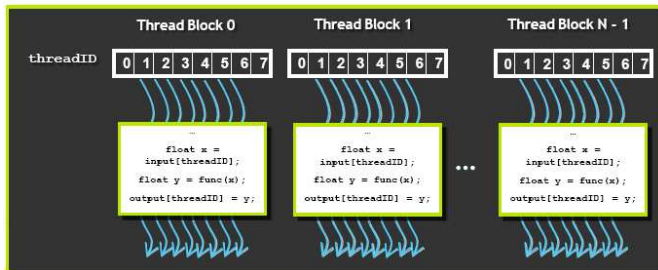 Thread Block 0
Thread Block 1
Thread Block N - 1
threadID
0 1 2 3 4 5 6 7
0 1 2 3 4 5 6 7
0 1 2 3 4 5 6 7
…
float x =
input[threadID];
float y = func(x);
output[threadID] = y;
…
float x =
input[threadID];
float y = func(x);
output[threadID] = y;
...
…
float x =
input[threadID];
float y = func(x);
output[threadID] = y;